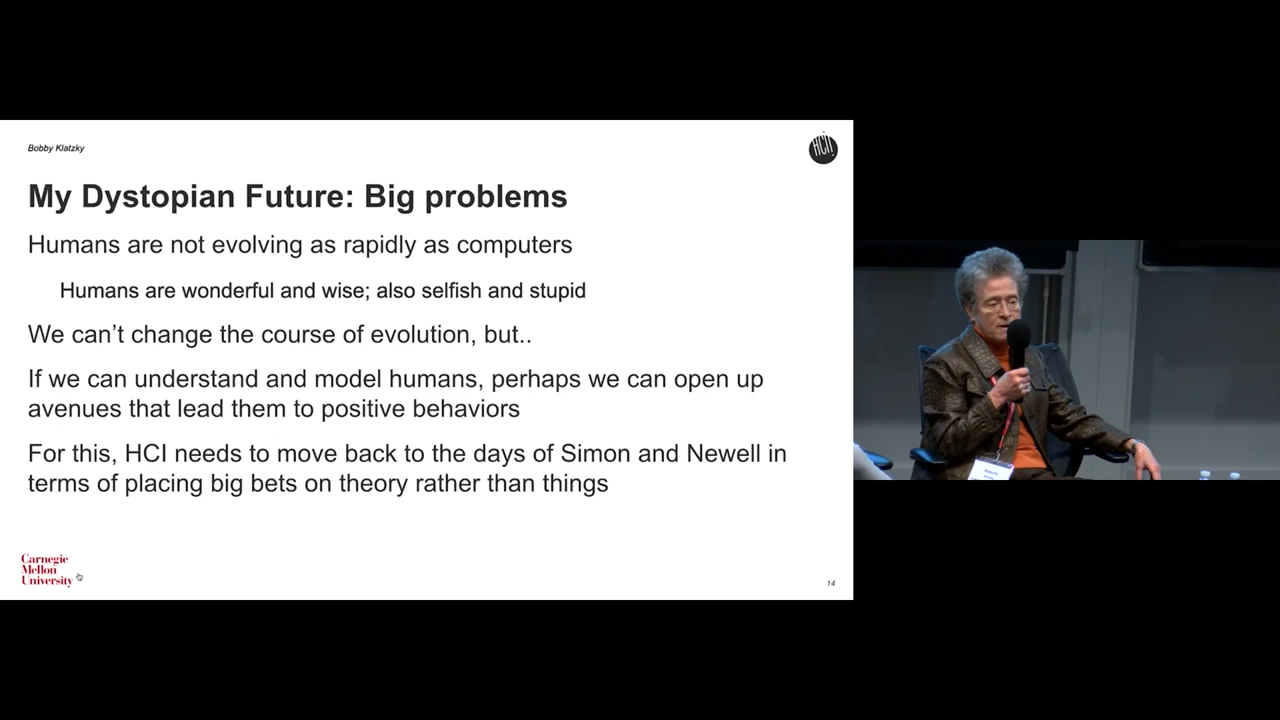 Bobby Klatzky
HCII
My Dystopian Future: Big problems
Humans are not evolving as rapidly as computers
Humans are wonderful and wise; also selfish and stupid
We can’t change the course of evolution, but..
If we can understand and model humans, perhaps we can open up
avenues that lead them to positive behaviors
For this, HCI needs to move back to the days of Simon and Newell in
terms of placing big bets on theory rather than things
Carnegie
Mellon
University
14